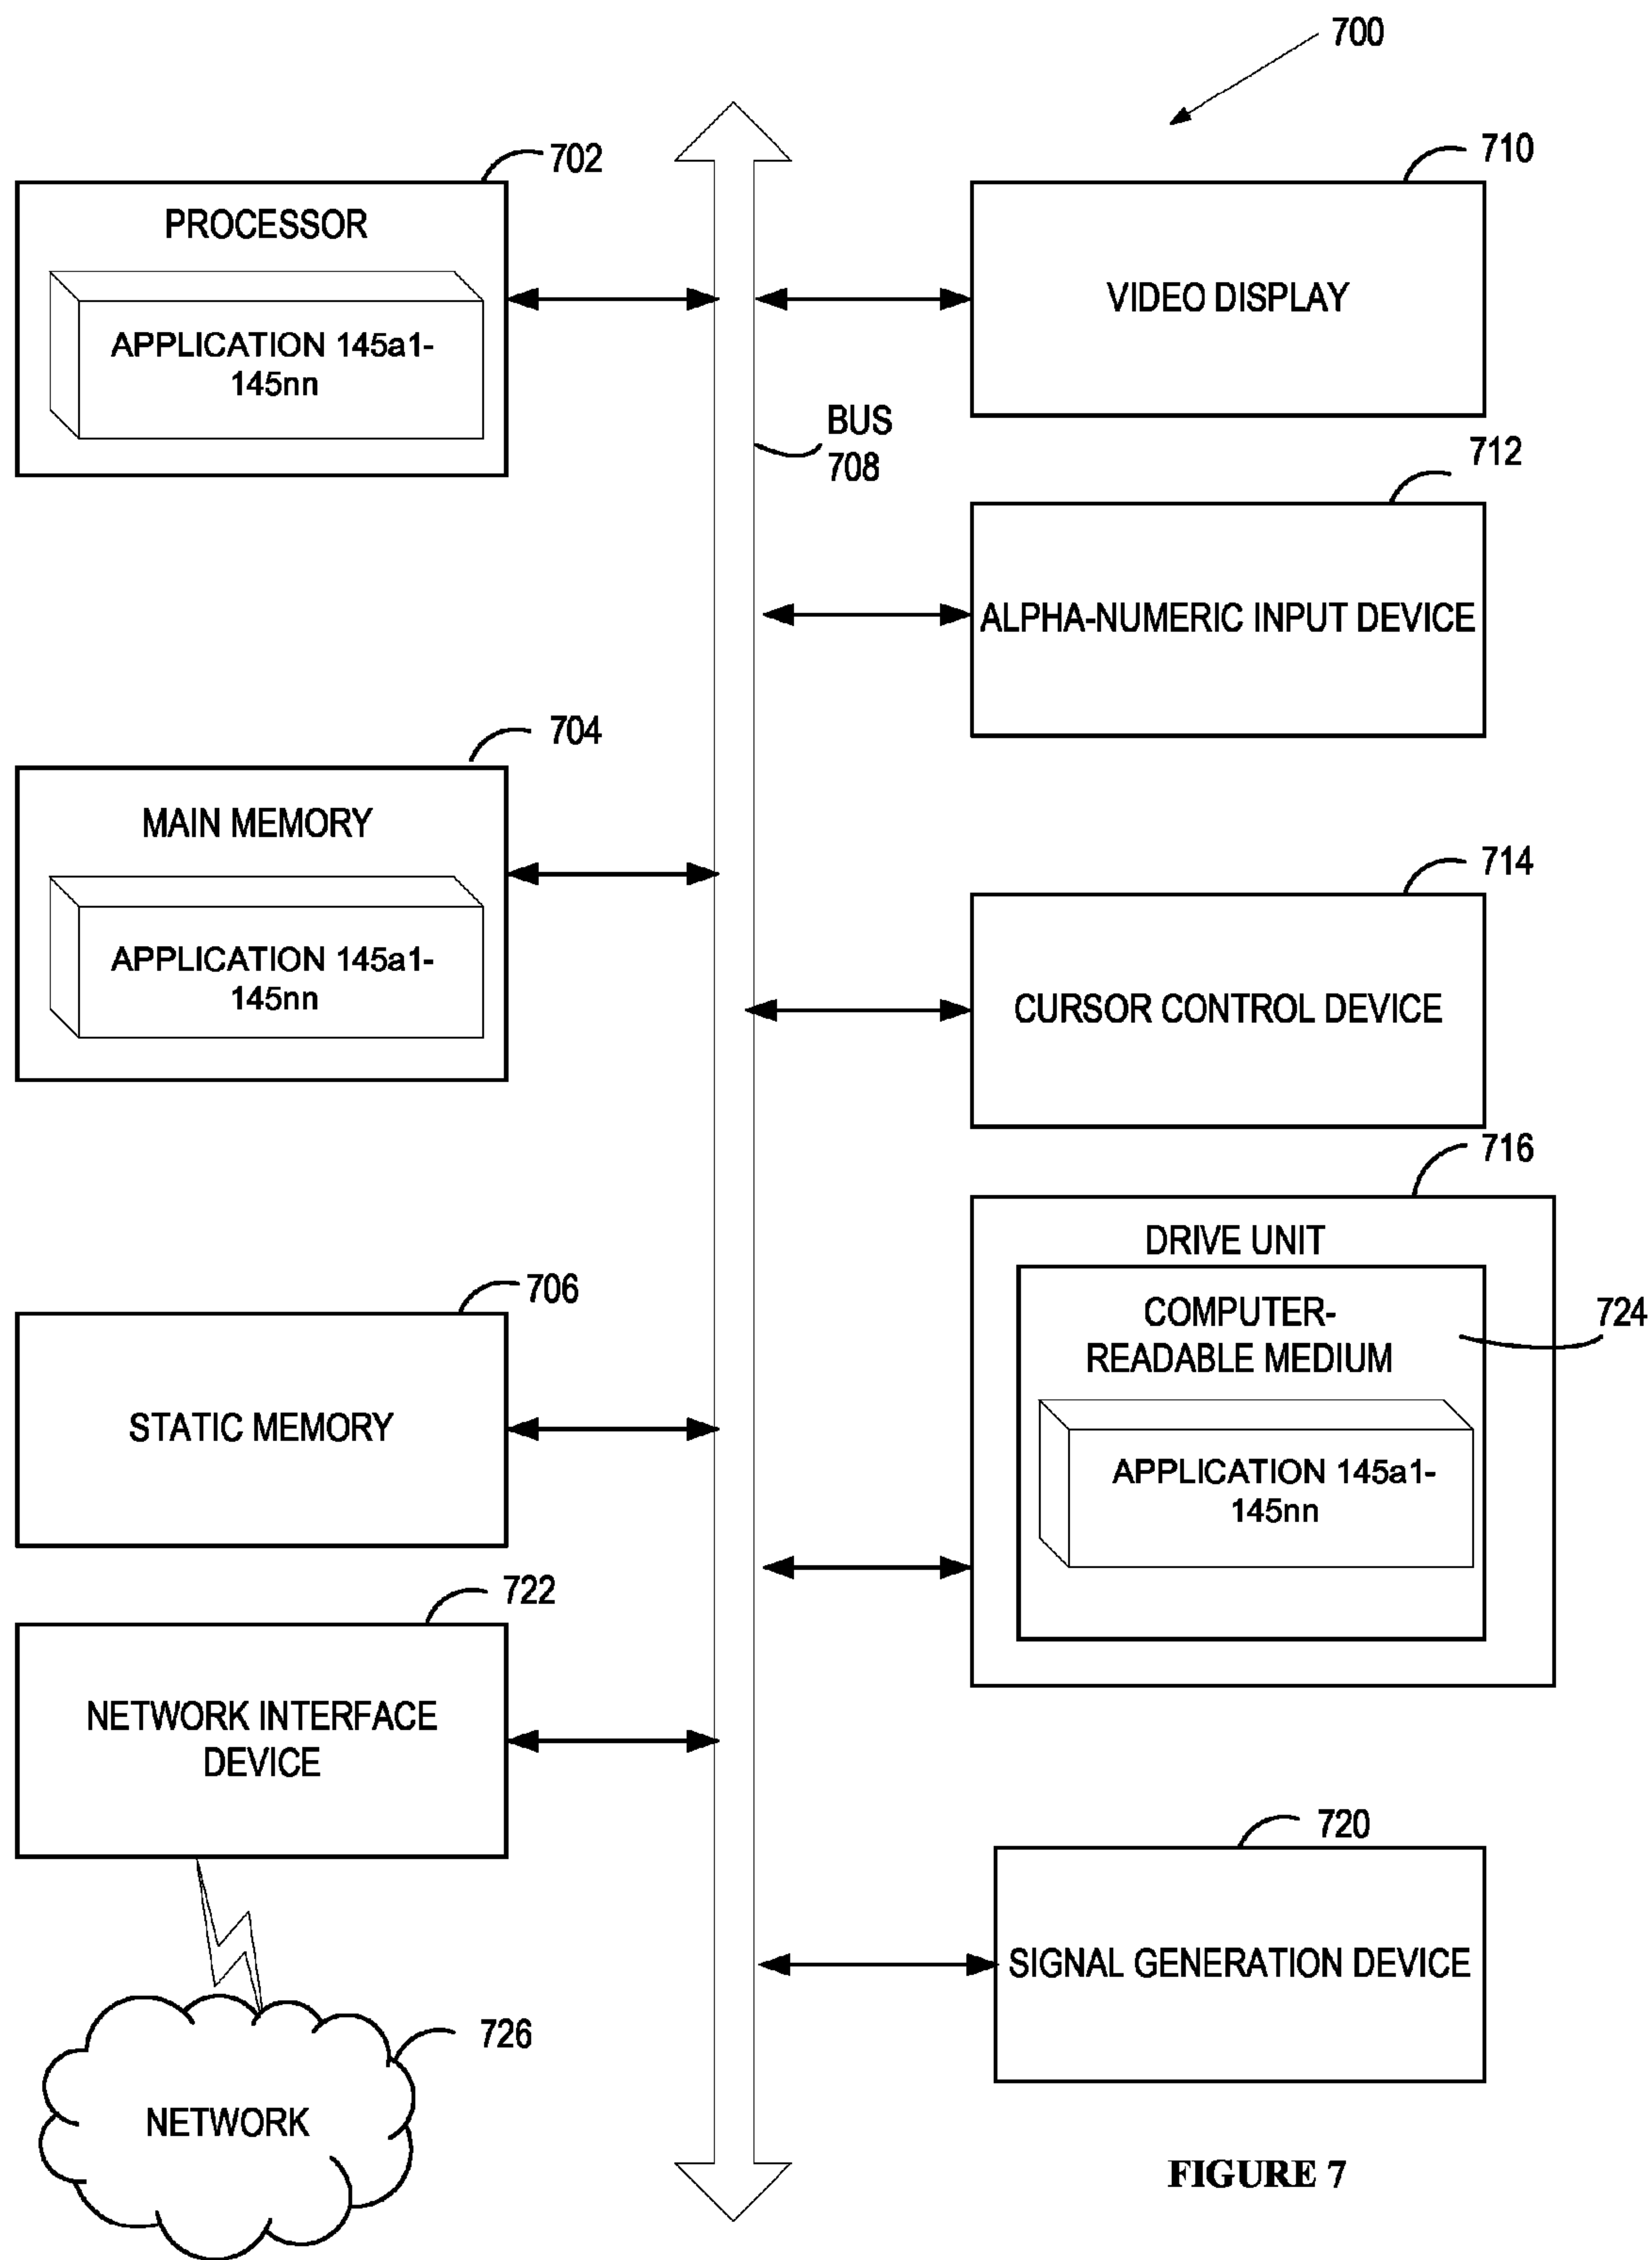 700
702
PROCESSOR
APPLICATION 145a1-
145nn
710
VIDEO DISPLAY
BUS
708
712
ALPHA-NUMERIC INPUT DEVICE
704
MAIN MEMORY
APPLICATION 145a1-
145nn
714
CURSOR CONTROL DEVICE
716
DRIVE UNIT
COMPUTER-
READABLE MEDIUM
724
APPLICATION 145a1-
145nn
706
STATIC MEMORY
722
NETWORK INTERFACE
DEVICE
720
SIGNAL GENERATION DEVICE
726
NETWORK
FIGURE 7